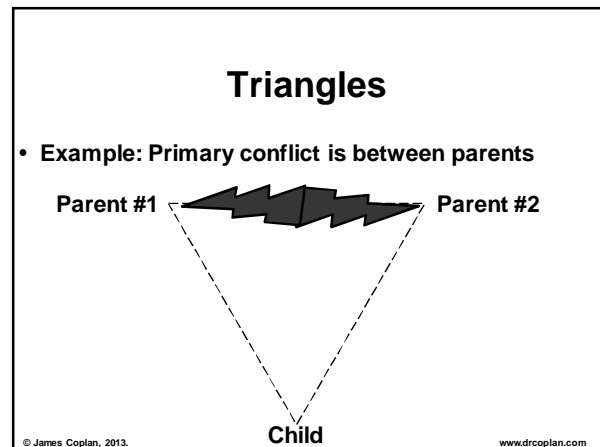 Triangles
• Example: Primary conflict is between parents
Parent #1 Parent #2
Child
© James Coplan, 2013. www.drcoplan.com